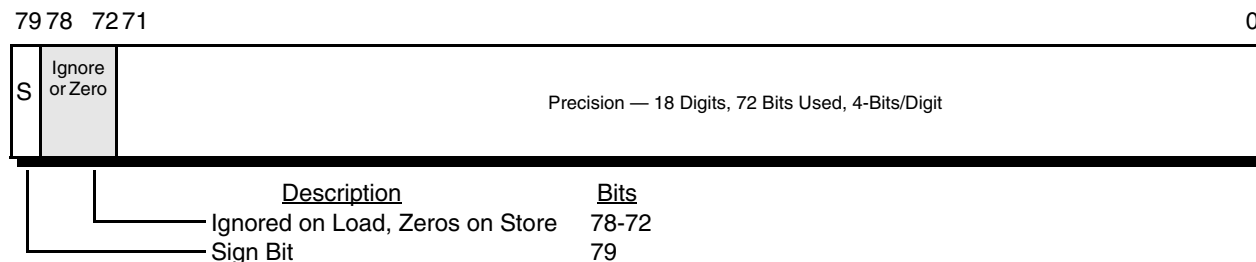 79 78 72 71 0
S
Ignore
or Zero
Precision — 18 Digits, 72 Bits Used, 4-Bits/Digit
Description Bits
Ignored on Load, Zeros on Store 78-72
Sign Bit 79